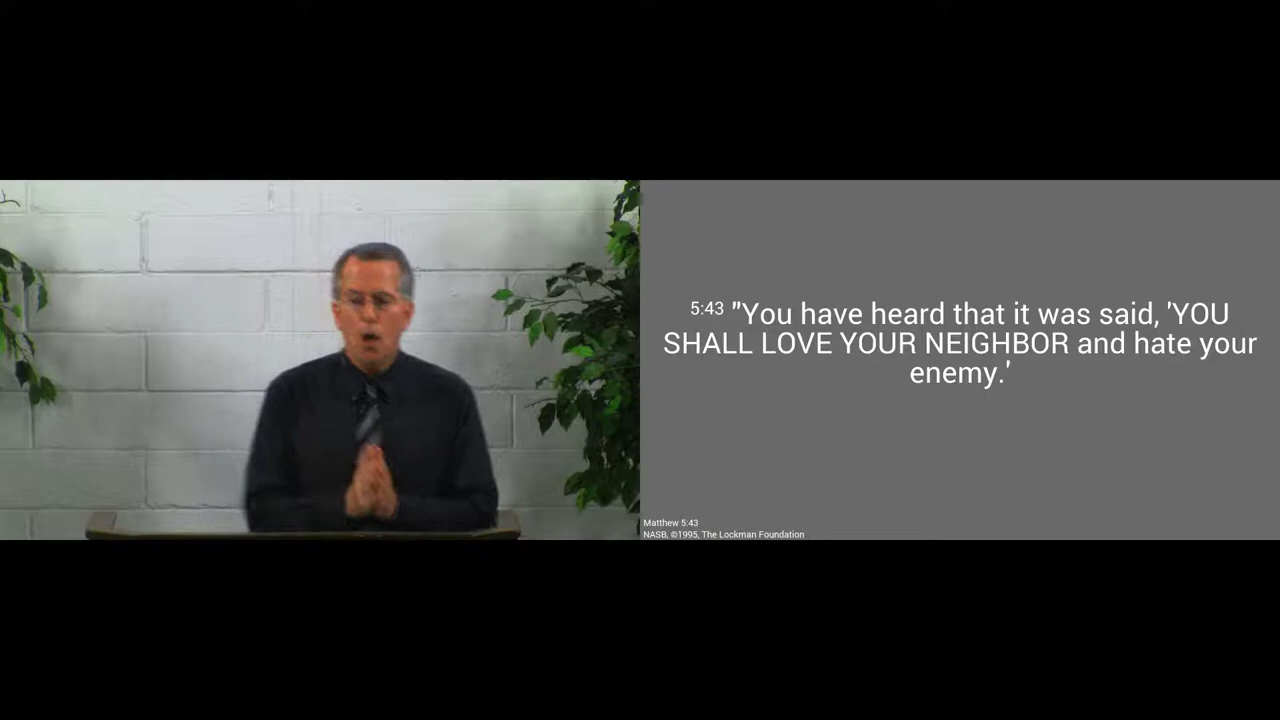 5:43 "You have heard that it was said, 'YOU
SHALL LOVE YOUR NEIGHBOR and hate your
enemy.'
Matthew 5:43
NASB, ©1995, The Lockman Foundation